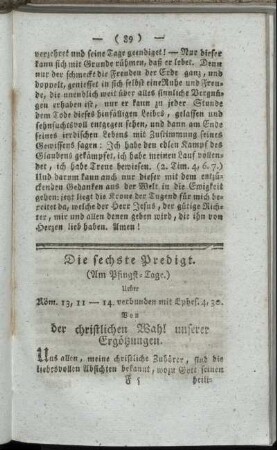 ( 89 )
verzehret und seine Tage geendiget! — Nur dieser
kann sich mit Grunde rühmen, daß er lebet. Denn
nur der schmeckt die Freuden der Erde ganz, und
doppelt, geniesset in sich selbst eine Ruhe und Freu-
de, die unendlich weit über alles sinnliche Vergnü-
gen erhaben ist, nur er kann zu jeder Stunde
dem Tode dieses hinfälligen Leibes, gelassen und
sehnsuchtsvoll entgegen sehen, und dann am Ende
seines irdischen Lebens mit Zustimmung seines
Gewissens sagen: Ich habe den edlen Kampf des
Glaubens gekämpfet, ich habe meinen Lauf vollen-
det, ich habe Treue bewiesen. (2. Tim. 4, 6. 7.)
Und darum kann auch nur dieser mit dem entzü-
ckenden Gedanken aus der Welt in die Ewigkeit
gehen: jetzt liegt die Krone der Tugend für mich be-
reitet da, welche der Herr Jesus, der gütige Rich-
ter, mir und allen denen geben wird, die ihn von
Herzen lieb haben. Amen!
Die sechste Predigt.
(Am Pfingst-Tage.)
Ueber
Röm. 13, 11 — 14. verbunden mit Ephes. 4, 30.
Von
der christlichen Wahl unserer
Ergötzungen.
Uns allen, meine christliche Zuhörer, sind die
liebesvollen Absichten bekannt, wozu Gott seinen
F 5 heili-